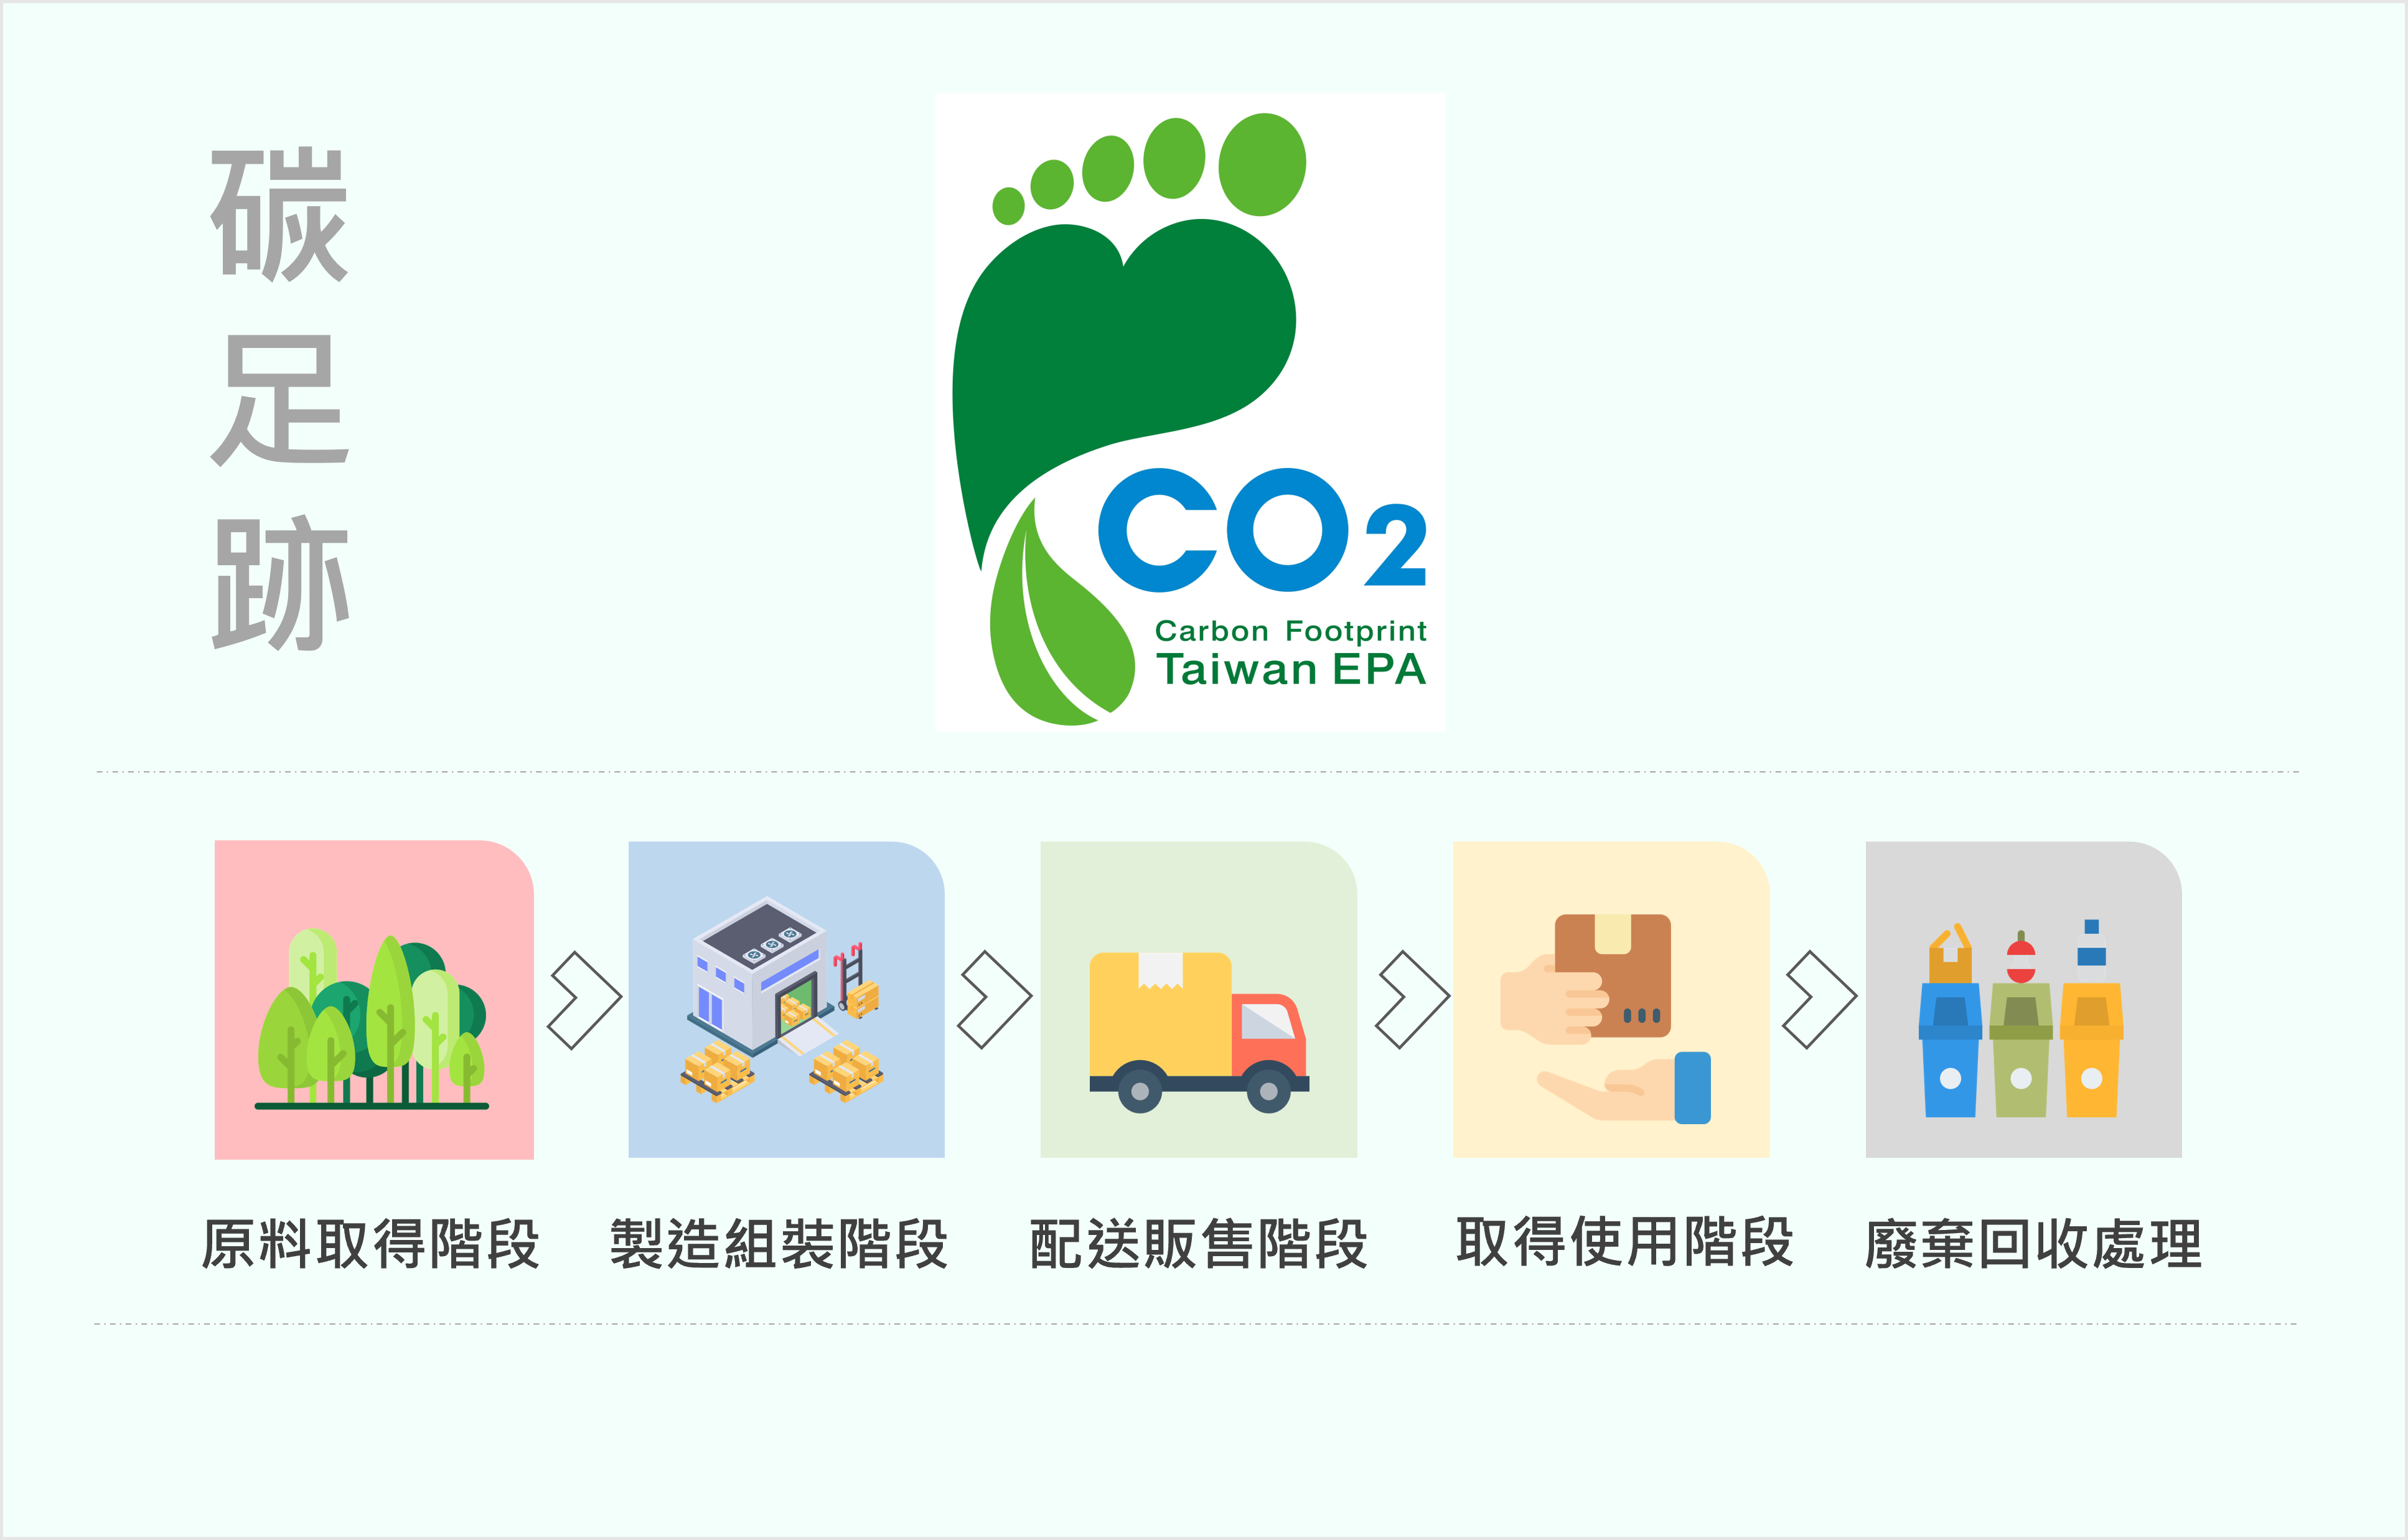 碳足跡
CO2
Carbon Footprint
Taiwan EPA
原料取得階段
製造組裝階段
配送販售階段
取得使用階段
廢棄回收處理